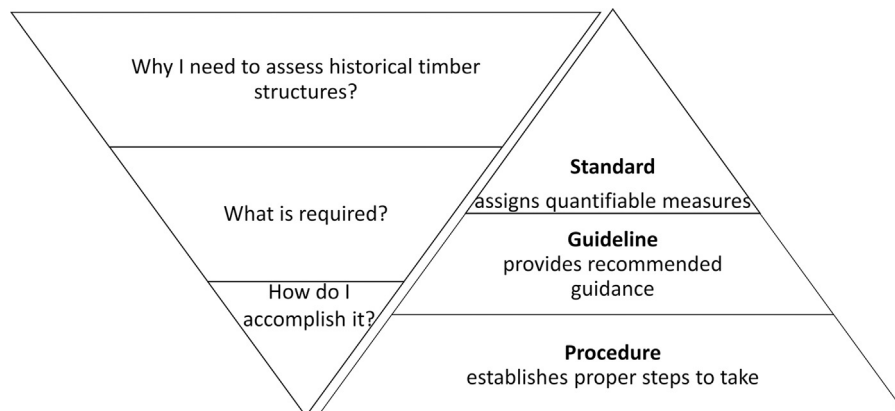 Why I need to assess historical timber
structures?
What is required?
How do I
accomplish it?
Standard
assigns quantifiable measures
Guideline
provides recommended
guidance
Procedure
establishes proper steps to take